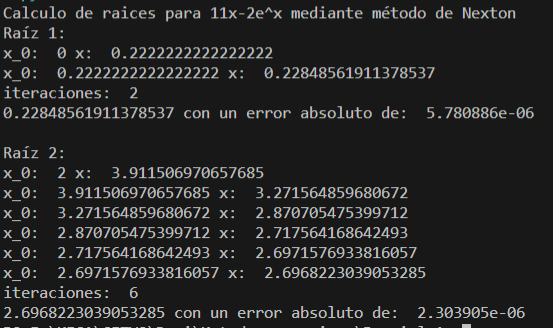 Calculo de raices para 11x-2e^x mediante método de Nexton
Raíz 1:
x_0:  0 x:  0.2222222222222222
x_0:  0.2222222222222222 x:  0.22848561911378537
iteraciones:  2
0.22848561911378537 con un error absoluto de:  5.780886e-06

Raíz 2:
x_0:  2 x:  3.911506970657685
x_0:  3.911506970657685 x:  3.271564859680672
x_0:  3.271564859680672 x:  2.870705475399712
x_0:  2.870705475399712 x:  2.717564168642493
x_0:  2.717564168642493 x:  2.6971576933816057
x_0:  2.6971576933816057 x:  2.6968223039053285
iteraciones:  6
2.6968223039053285 con un error absoluto de:  2.303905e-06